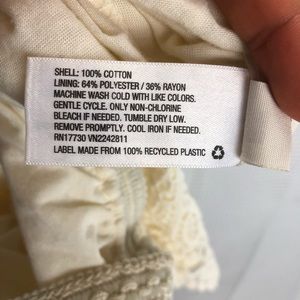 SHELL: 100% COTTON
LINING: 64% POLYESTER / 36% RAYON
MACHINE WASH COLD WITH LIKE COLORS.
GENTLE CYCLE. ONLY NON-CHLORINE
BLEACH IF NEEDED. TUMBLE DRY LOW.
REMOVE PROMPTLY. COOL IRON IF NEEDED.
RN17730 VN2242811
LABEL MADE FROM 100% RECYCLED PLASTIC